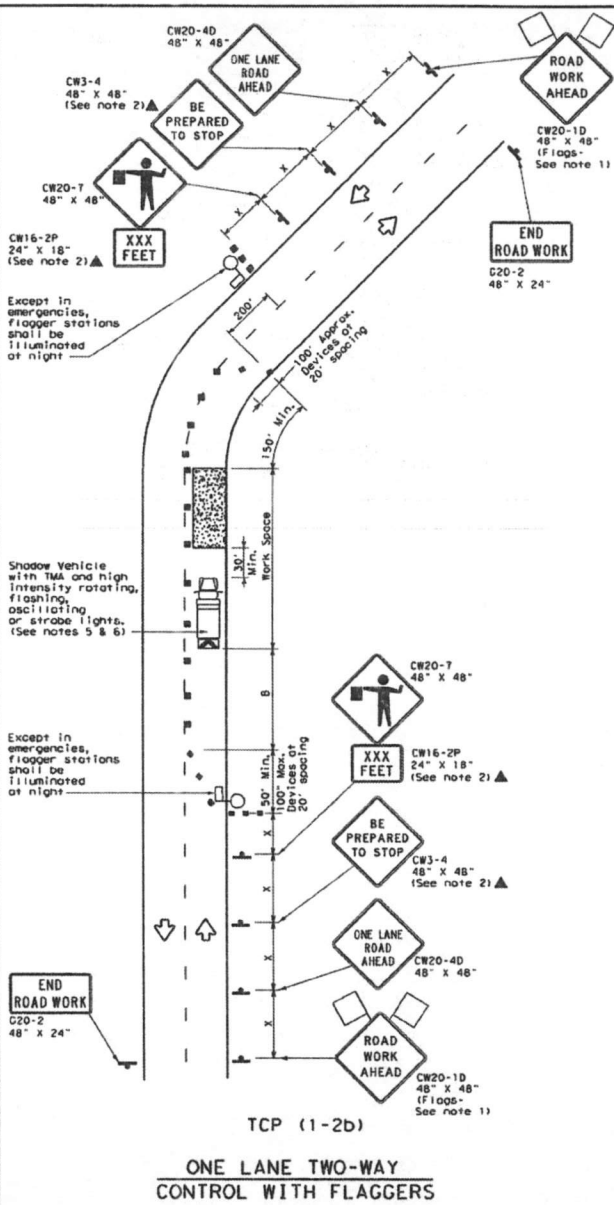 CW20-4D
48" X 48"
ONE LANE
ROAD
AHEAD
ROAD
WORK
AHEAD
CW20-1D
48" X 48"
(Flags-
See note 1)
CW3-4
48" X 48"
(See note 2)▲
BE
PREPARED
TO STOP
X
X
X
X
CW20-7
48" X 48"
CW16-2P
24" X 18"
(See note 2)▲
XXX
FEET
END
ROAD WORK
G20-2
48" X 24"
Except in
emergencies,
flagger stations
shall be
illuminated
at night
200'
100' Approx.
Devices at
20' spacing
150' Min.
Work Space
30'
Min.
Shadow Vehicle
with TMA and high
intensity rotating,
flashing,
oscillating
or strobe lights.
(See notes 5 & 6)
B
CW20-7
48" X 48"
XXX
FEET
CW16-2P
24" X 18"
(See note 2)▲
Except in
emergencies,
flagger stations
shall be
illuminated
at night
50' Min.
100" Max.
Devices at
20' spacing
X
X
X
X
BE
PREPARED
TO STOP
CW3-4
48" X 48"
(See note 2)▲
ONE LANE
ROAD
AHEAD
CW20-4D
48" X 48"
END
ROAD WORK
G20-2
48" X 24"
ROAD
WORK
AHEAD
CW20-1D
48" X 48"
(Flags-
See note 1)
TCP (1-2b)
ONE LANE TWO-WAY
CONTROL WITH FLAGGERS